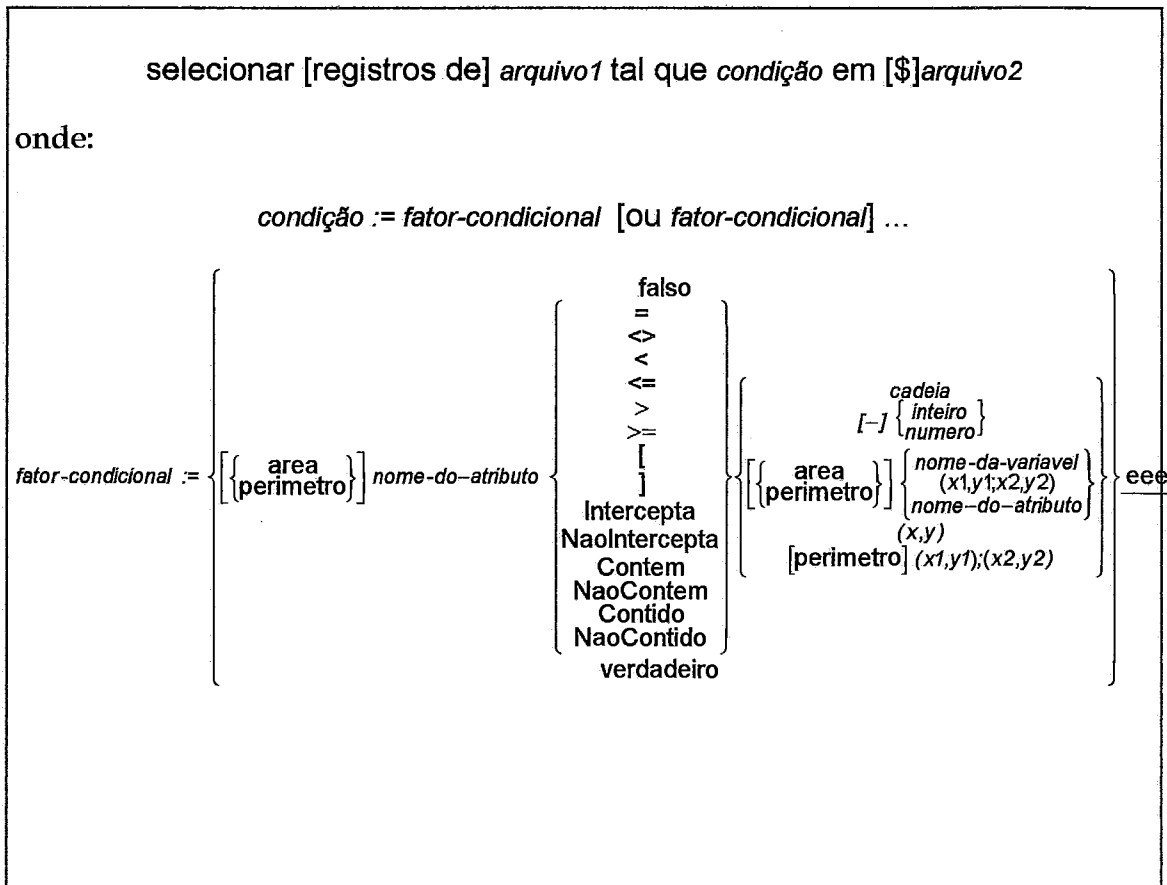 selecionar [registros de] arquivo1 tal que condição em [$]arquivo2
onde:
condição := fator-condicional [ou fator-condicional] ...
falso
=
<>
<
<=
>
>=
[
]
Intercepta
NaoIntercepta
Contem
NaoContem
Contido
NaoContido
verdadeiro
fator-condicional := { [{ area
perimetro }] nome-do-atributo
cadeia
[–] { inteiro
numero }
[{ area
perimetro }] { nome-da-variavel
(x1,y1;x2,y2)
nome–do–atributo }
(x,y)
[perimetro] (x1,y1);(x2,y2)
} eee